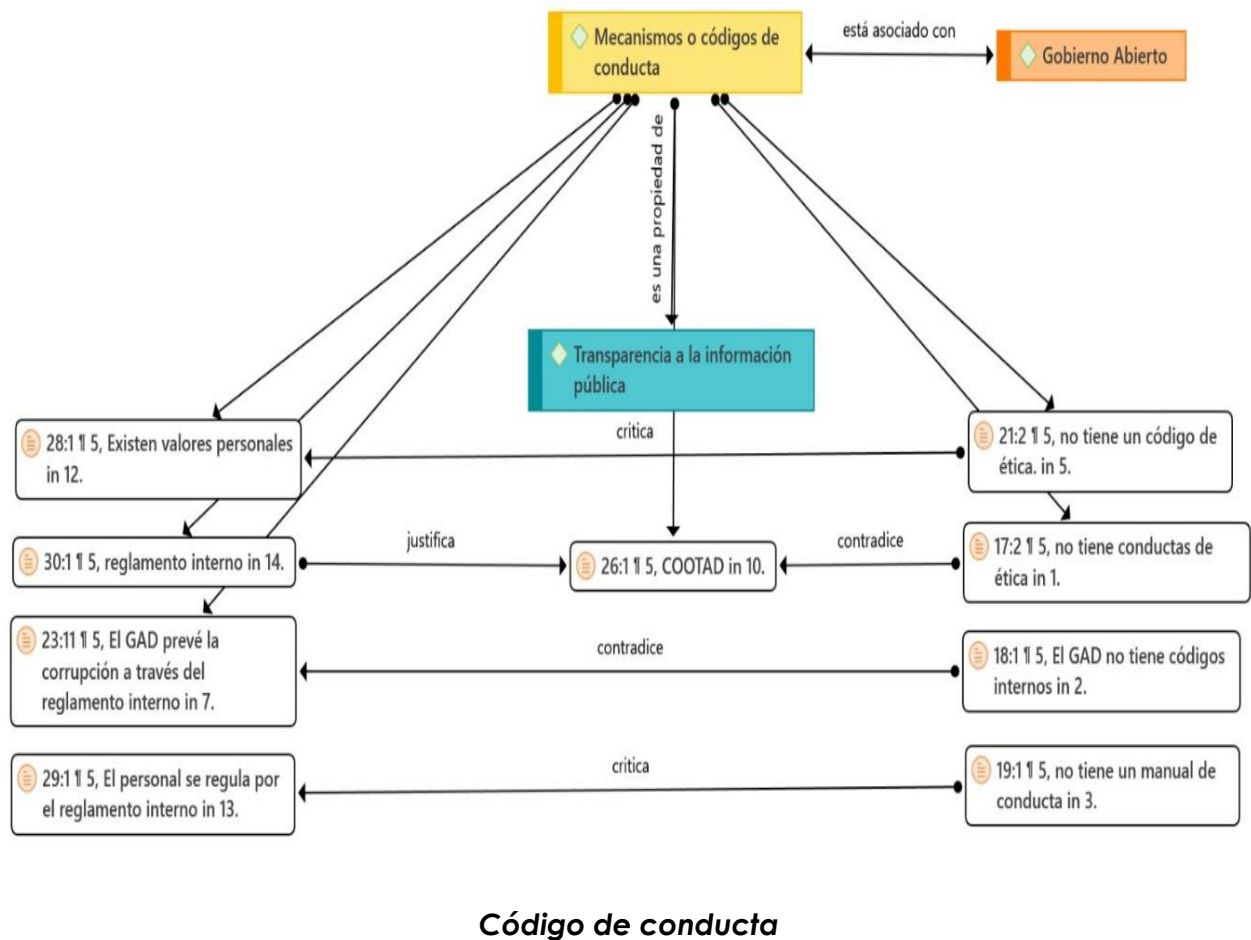 Mecanismos o códigos de
conducta
está asociado con
Gobierno Abierto
es una propiedad de
Transparencia a la información
pública
28:1 ¶ 5, Existen valores personales
in 12.
critica
21:2 ¶ 5, no tiene un código de
ética. in 5.
30:1 ¶ 5, reglamento interno in 14.
justifica
26:1 ¶ 5, COOTAD in 10.
contradice
17:2 ¶ 5, no tiene conductas de
ética in 1.
23:11 ¶ 5, El GAD prevé la
corrupción a través del
reglamento interno in 7.
contradice
18:1 ¶ 5, El GAD no tiene códigos
internos in 2.
29:1 ¶ 5, El personal se regula por
el reglamento interno in 13.
critica
19:1 ¶ 5, no tiene un manual de
conducta in 3.
Código de conducta